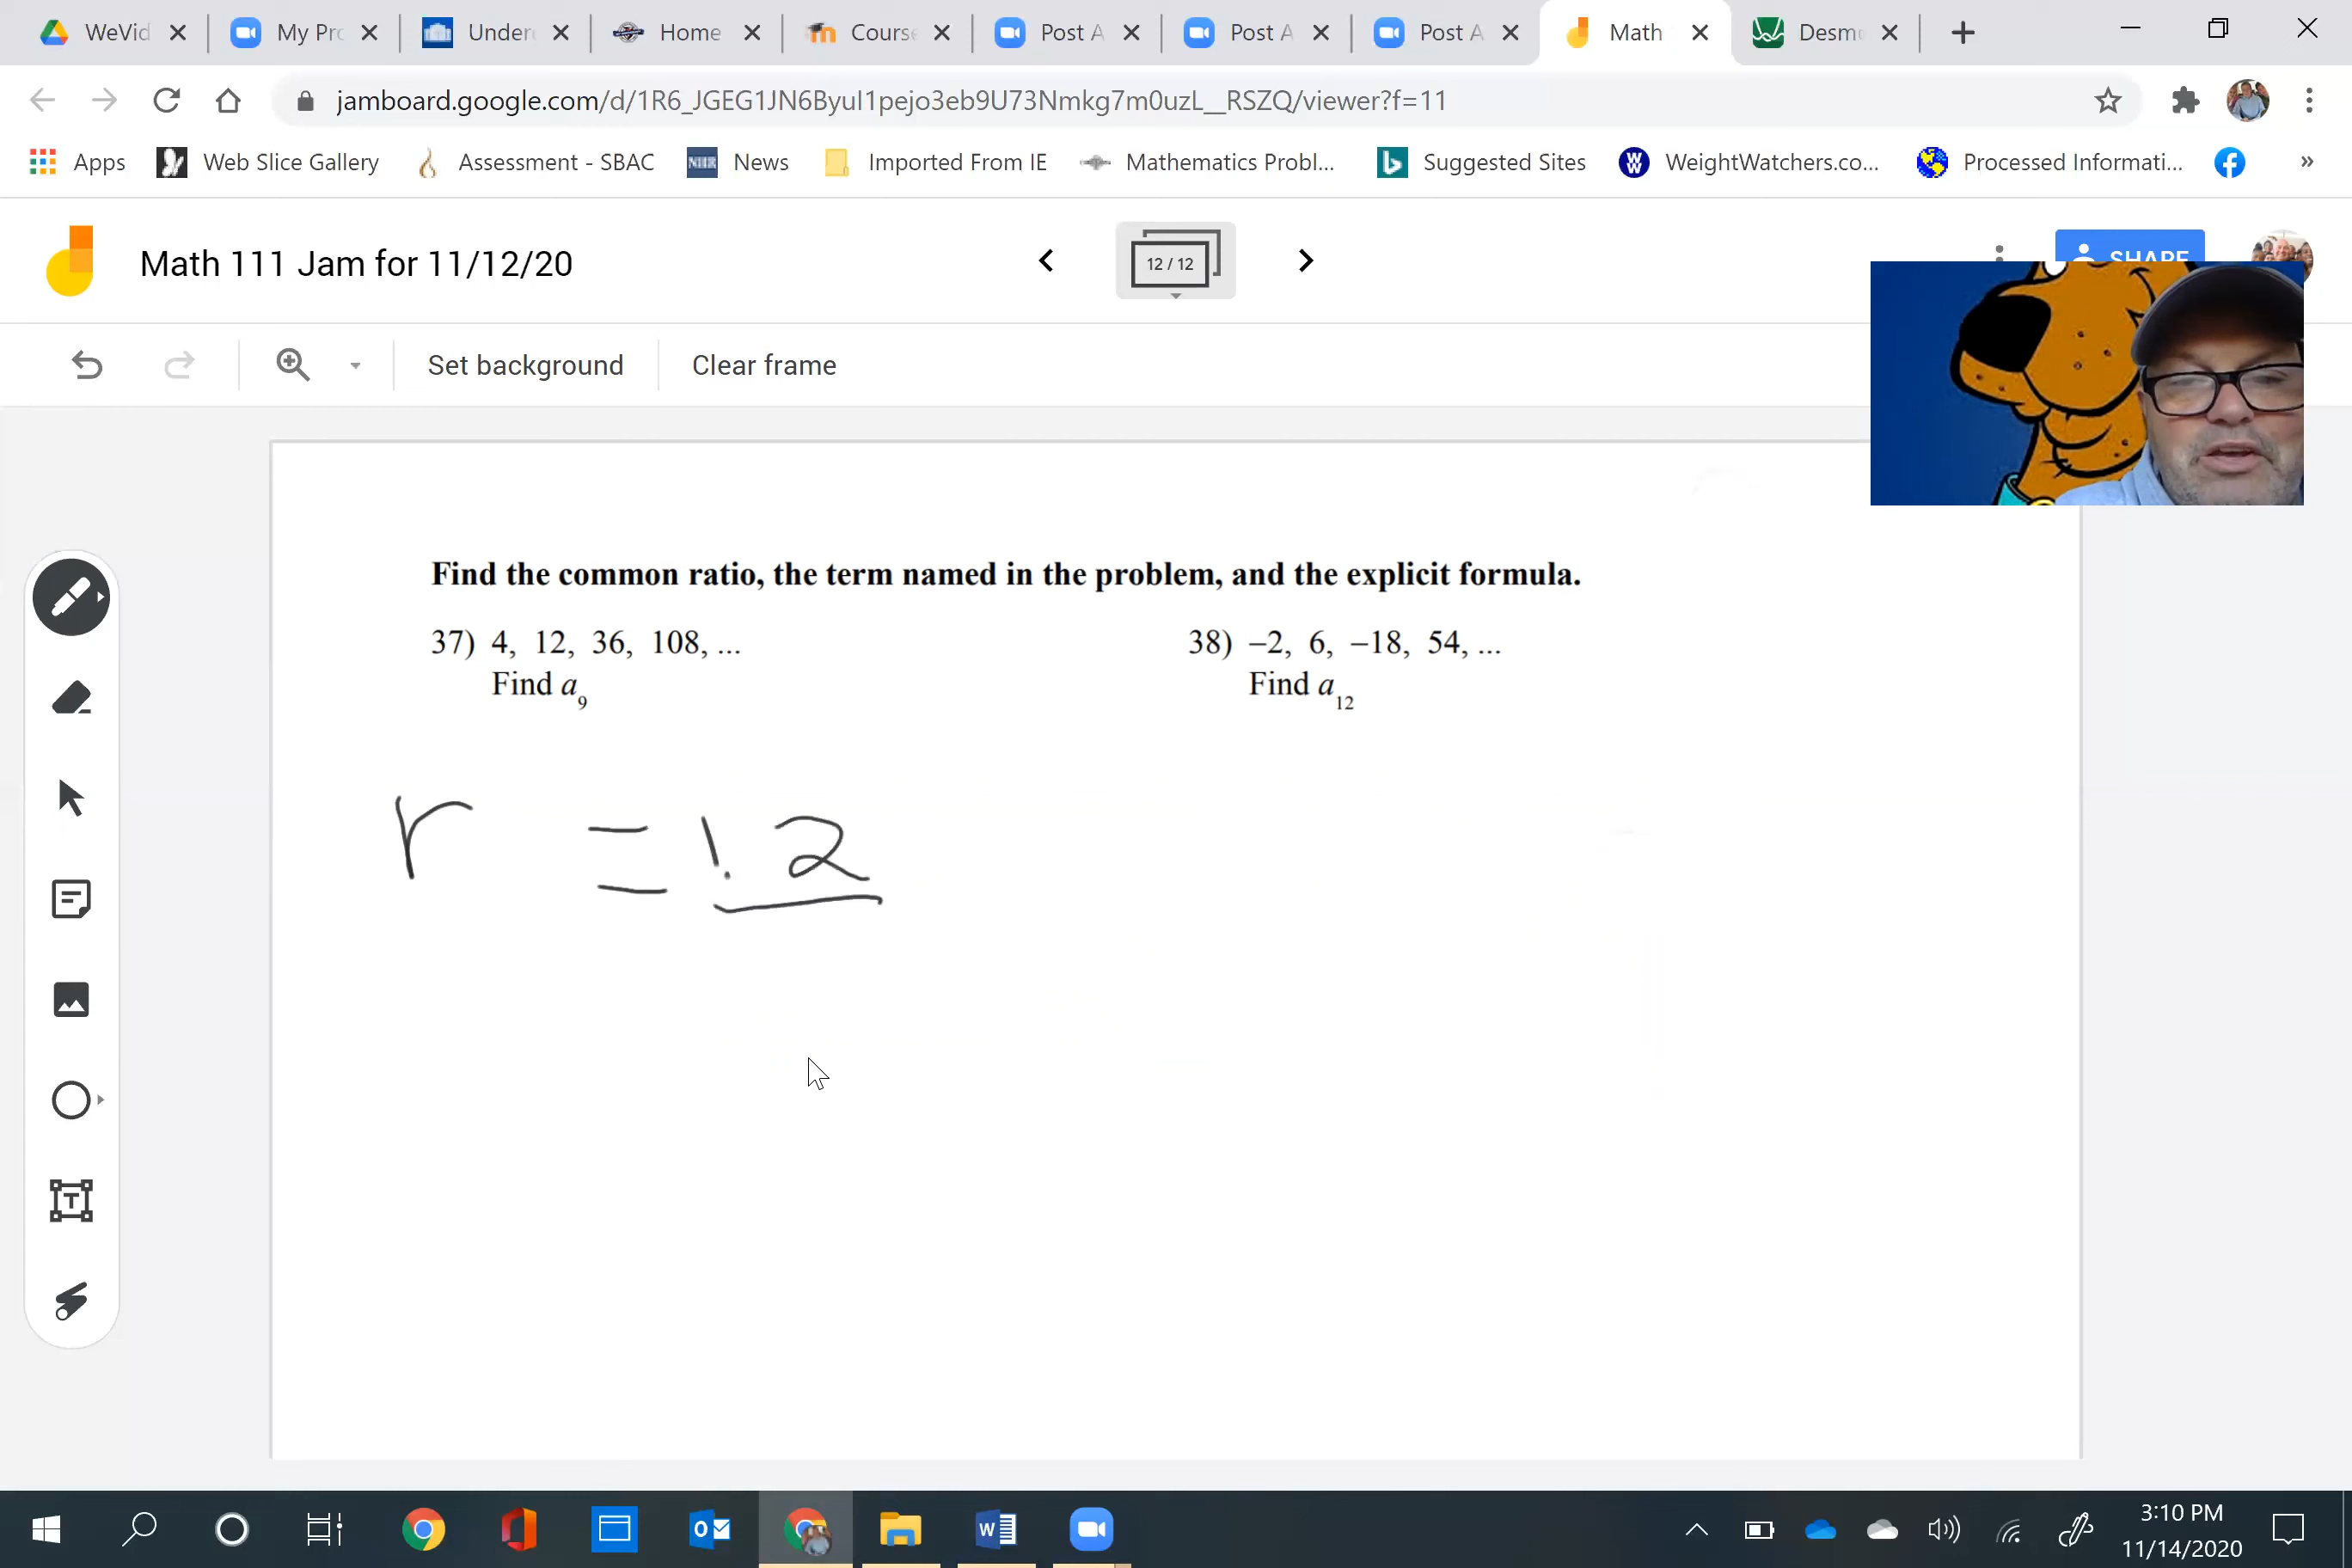 WeVid My Pro Under Home Course Post A Post A Post A Math Desmo
jamboard.google.com/d/1R6_JGEG1JN6Byul1pejo3eb9U73Nmkg7m0uzL__RSZQ/viewer?f=11
Apps Web Slice Gallery Assessment - SBAC NHR News Imported From IE Mathematics Probl... Suggested Sites WeightWatchers.co... Processed Informati... »
Math 111 Jam for 11/12/20 12 / 12 SHARE
Set background Clear frame
Find the common ratio, the term named in the problem, and the explicit formula.
37) 4, 12, 36, 108, ... 38) −2, 6, −18, 54, ...
Find a₉ Find a₁₂
r = 12
3:10 PM
11/14/2020